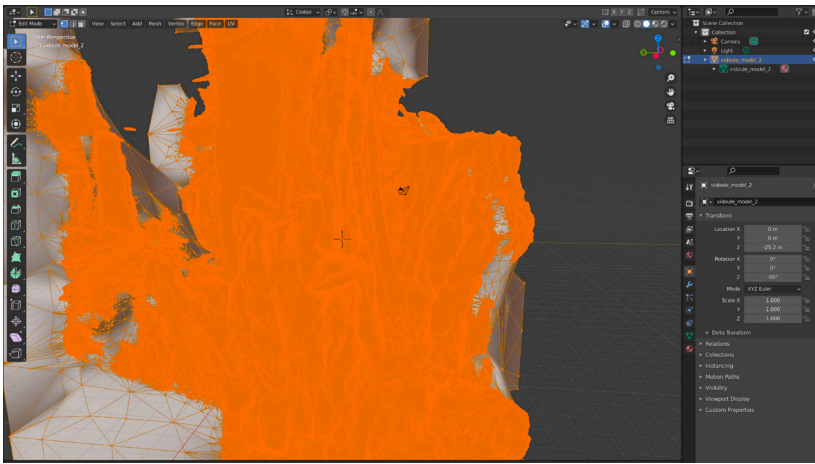 Global
Options
Edit Mode
View Select Add Mesh Vertex Edge Face UV
User Perspective
(1) vidoule_model_2
X Y Z
Scene Collection
Collection
Camera
Light
vidoule_model_2
vidoule_model_2
vidoule_model_2
vidoule_model_2
Transform
Location X 0 m
Y 0 m
Z -25.2 m
Rotation X 0°
Y 0°
Z -90°
Mode XYZ Euler
Scale X 1.000
Y 1.000
Z 1.000
Delta Transform
Relations
Collections
Instancing
Motion Paths
Visibility
Viewport Display
Custom Properties